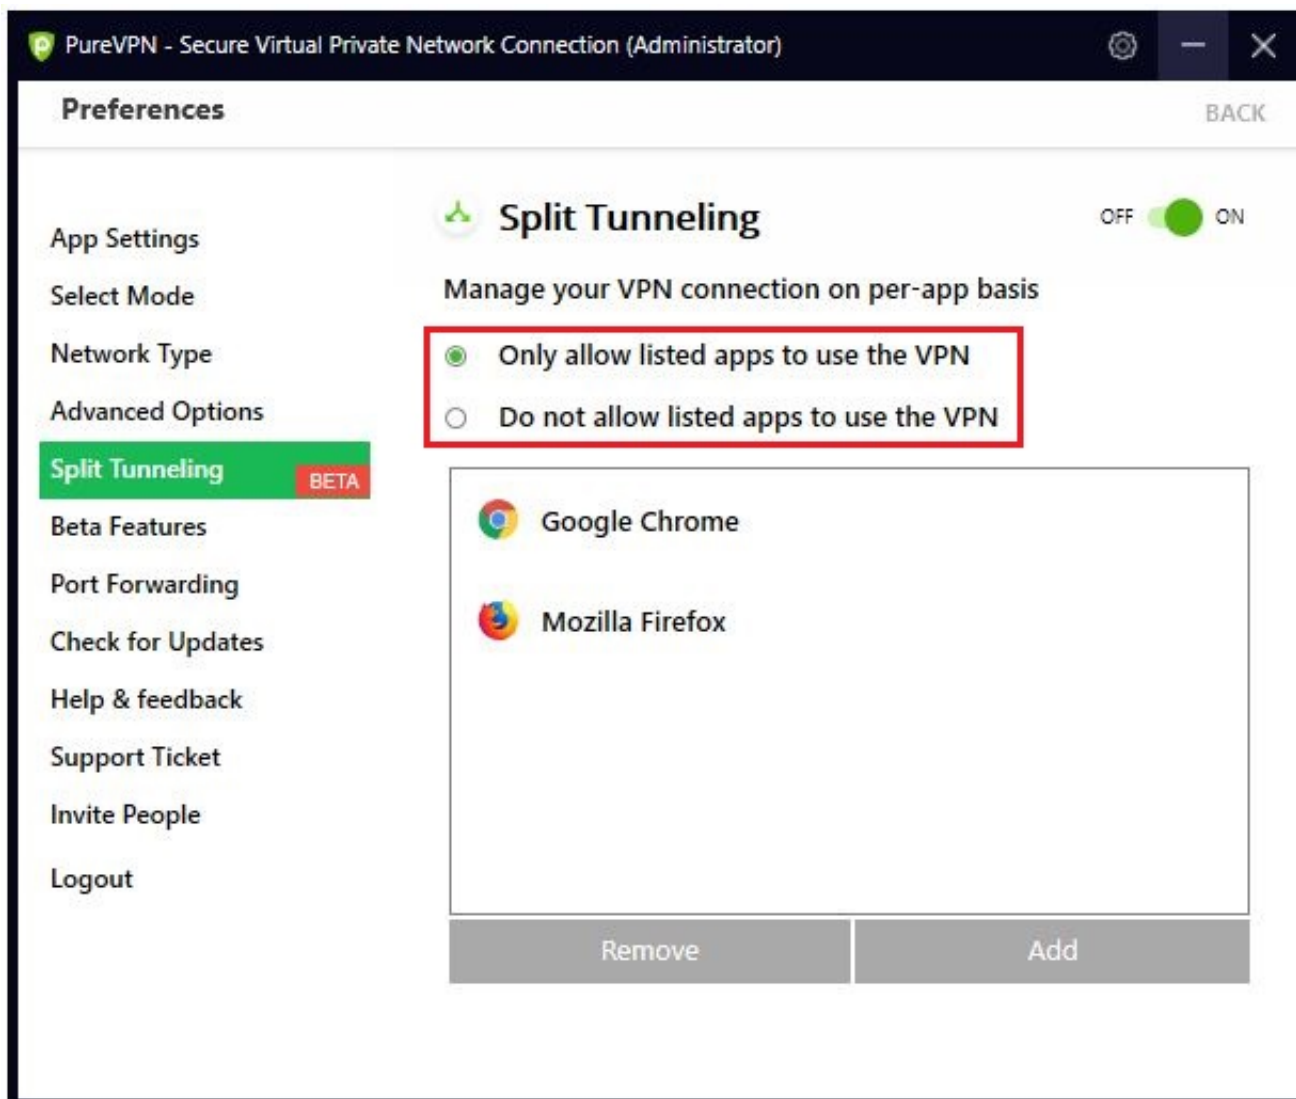 PureVPN - Secure Virtual Private Network Connection (Administrator)
Preferences
BACK
App Settings
Select Mode
Network Type
Advanced Options
Split Tunneling
BETA
Beta Features
Port Forwarding
Check for Updates
Help & feedback
Support Ticket
Invite People
Logout
Split Tunneling
OFF ON
Manage your VPN connection on per-app basis
Only allow listed apps to use the VPN
Do not allow listed apps to use the VPN
Google Chrome
Mozilla Firefox
Remove Add